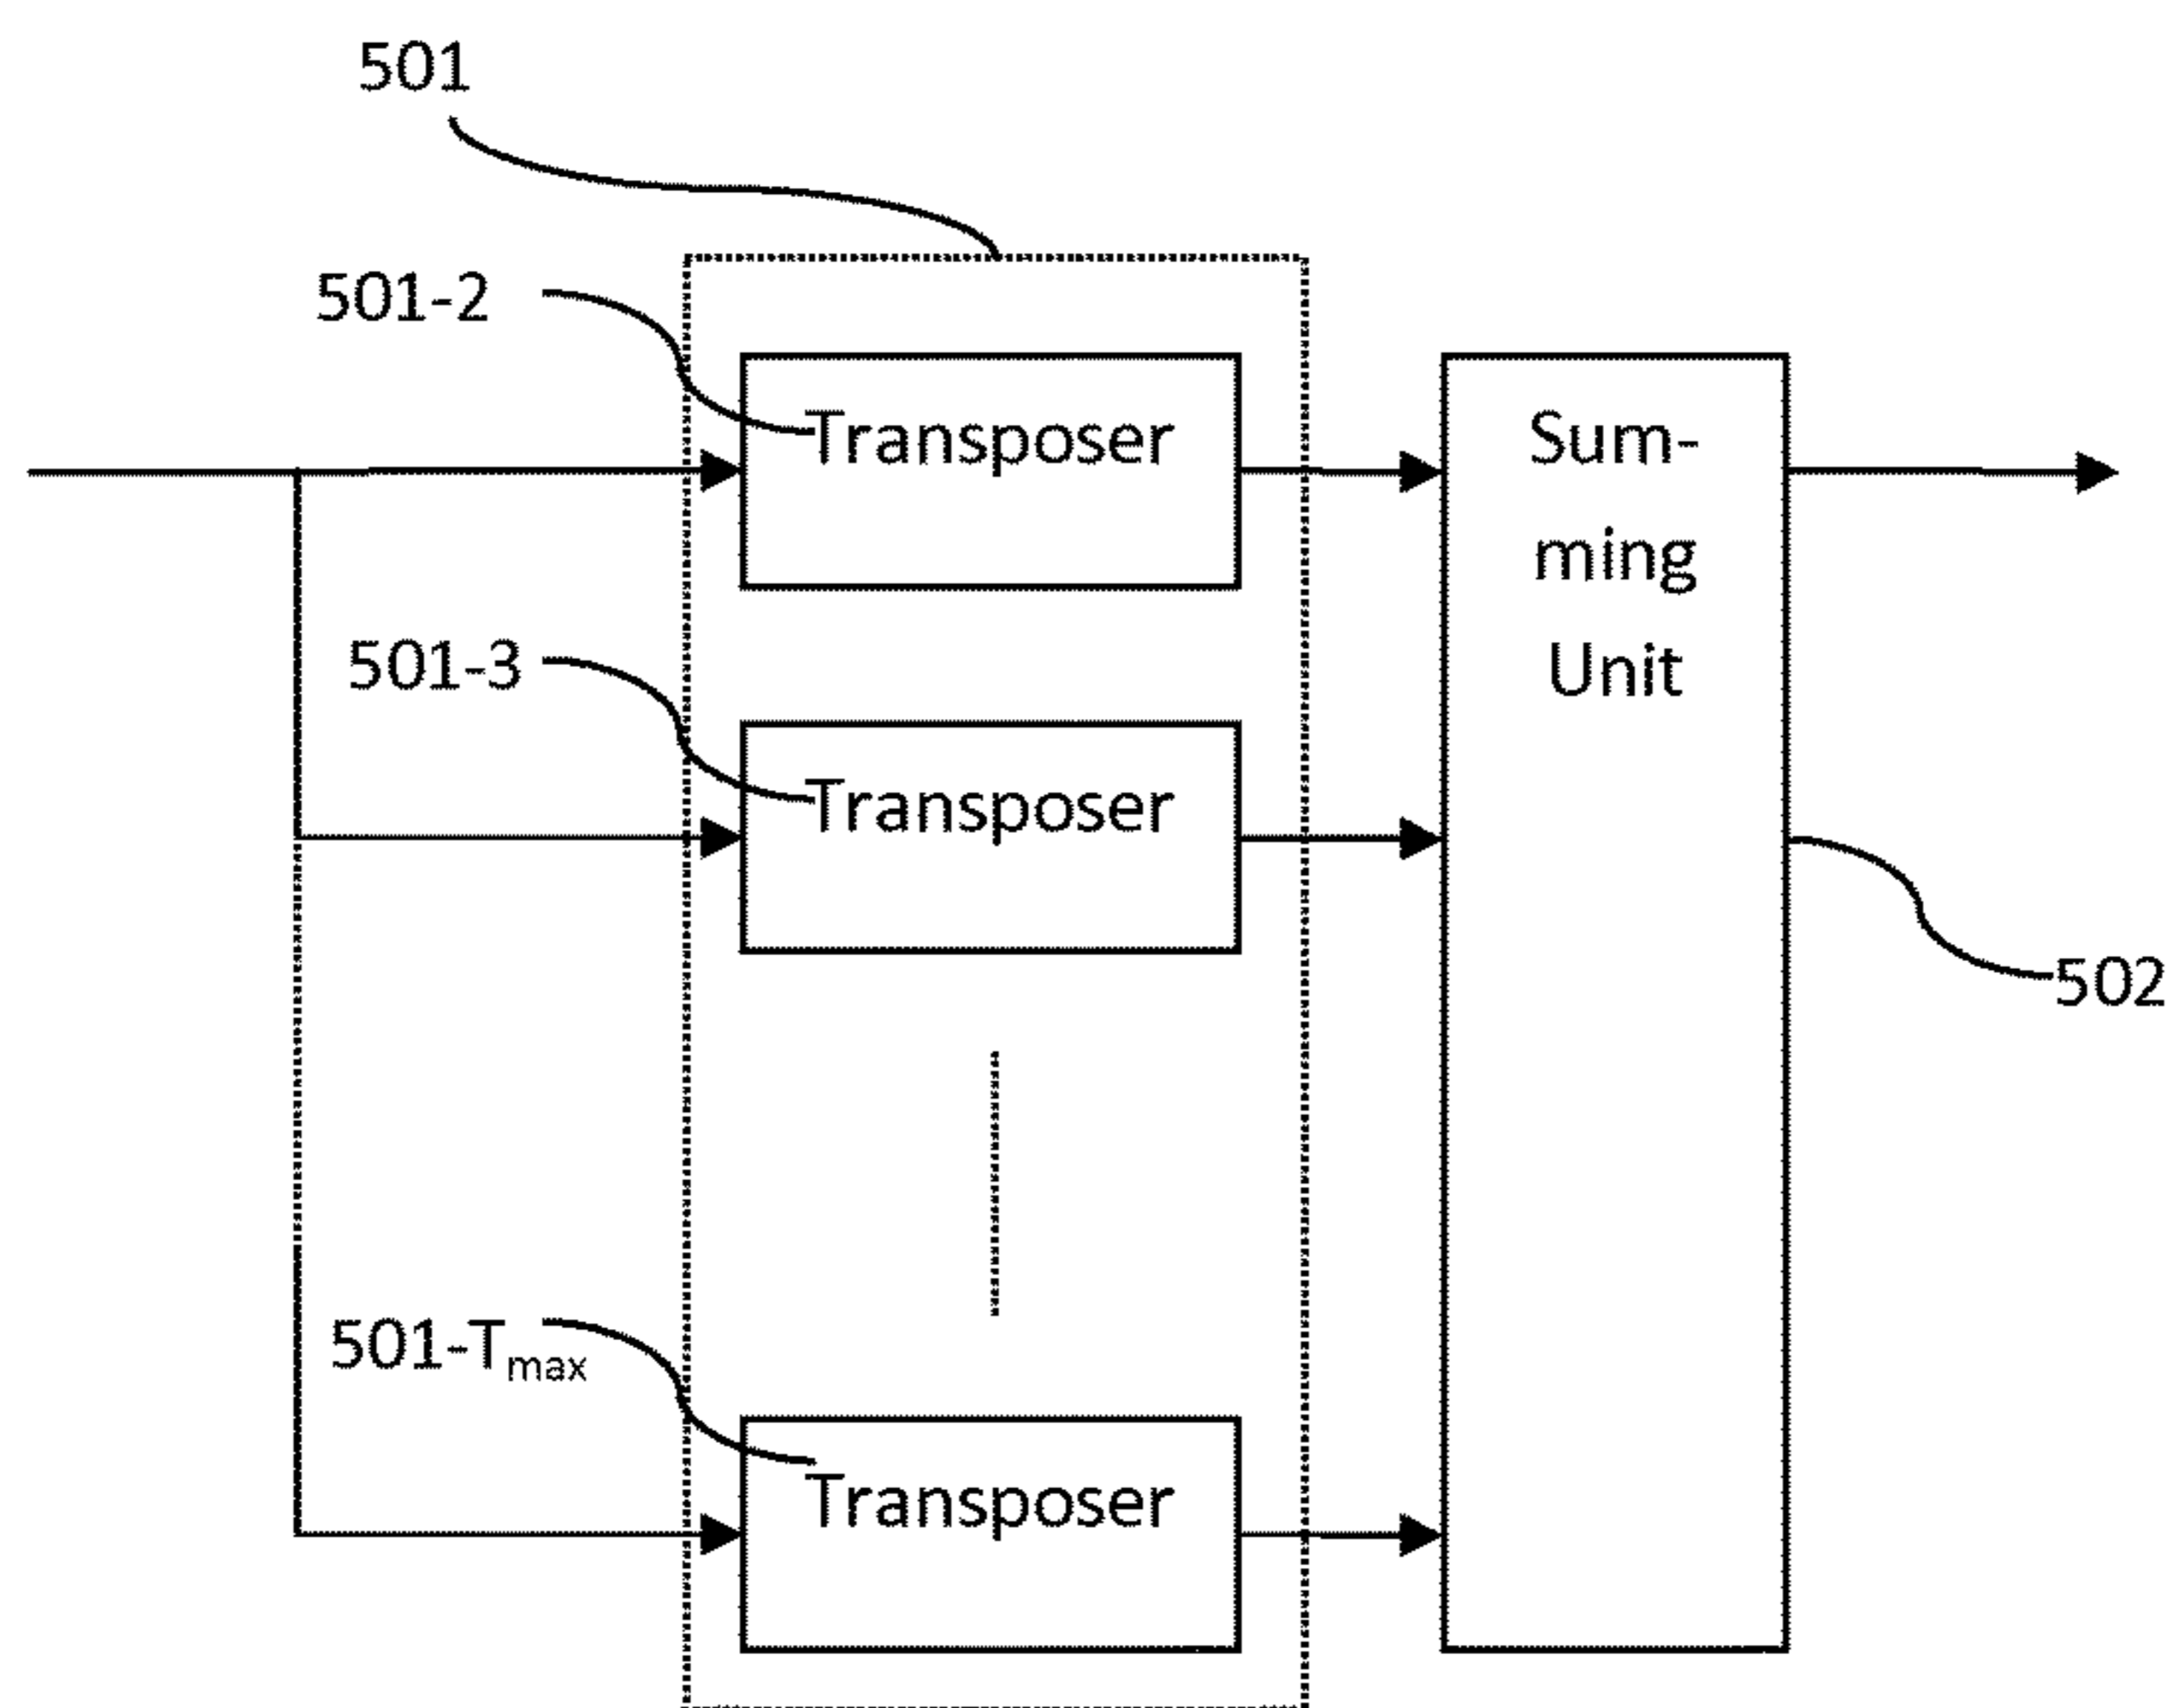 501
501-2
Transposer
Sum-
ming
Unit
501-3
Transposer
502
501-Tmax
Transposer